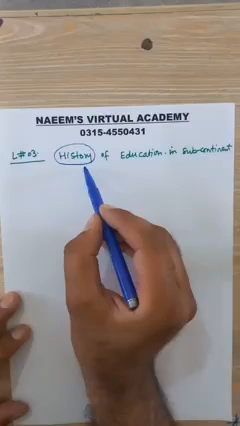 NAEEM'S VIRTUAL ACADEMY
0315-4550431
L#03. History of Education in Subcontinent